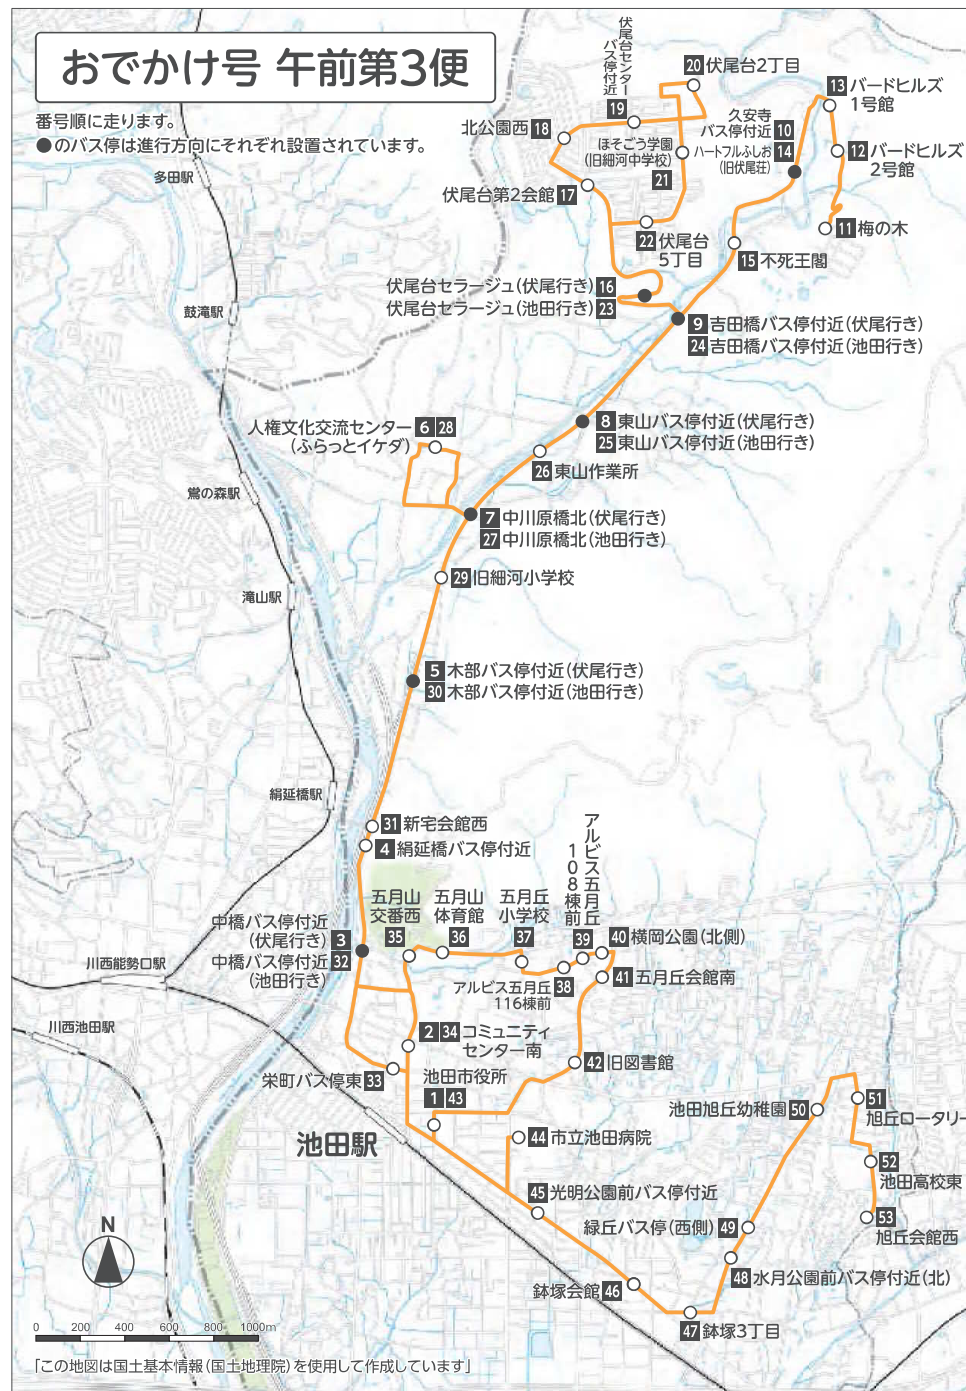 おでかけ号 午前第3便
番号順に走ります。
●のバス停は進行方向にそれぞれ設置されています。
伏尾台センター
バス停付近
19
20 伏尾台2丁目
13 バードヒルズ
1号館
北公園西 18
久安寺
バス停付近 10
ほそごう学園
(旧細河中学校)
21
ハートフルふしお 14
(旧伏尾荘)
12 バードヒルズ
2号館
多田駅
伏尾台第2会館 17
22 伏尾台
5丁目
11 梅の木
15 不死王閣
伏尾台セラージュ(伏尾行き) 16
伏尾台セラージュ(池田行き) 23
鼓滝駅
9 吉田橋バス停付近(伏尾行き)
24 吉田橋バス停付近(池田行き)
人権文化交流センター 6 28
(ふらっとイケダ)
8 東山バス停付近(伏尾行き)
25 東山バス停付近(池田行き)
26 東山作業所
鴬の森駅
7 中川原橋北(伏尾行き)
27 中川原橋北(池田行き)
29 旧細河小学校
滝山駅
5 木部バス停付近(伏尾行き)
30 木部バス停付近(池田行き)
絹延橋駅
31 新宅会館西
4 絹延橋バス停付近
アルビス五月丘
108棟前
39
五月山
交番西
35
五月山
体育館
36
五月丘
小学校
37
中橋バス停付近
(伏尾行き) 3
中橋バス停付近 32
(池田行き)
40 横岡公園(北側)
41 五月丘会館南
アルビス五月丘
116棟前 38
川西能勢口駅
川西池田駅
2 34 コミュニティ
センター南
42 旧図書館
栄町バス停東 33
池田市役所
1 43
池田旭丘幼稚園 50
51
旭丘ロータリー
池田駅
44 市立池田病院
52
池田高校東
45 光明公園前バス停付近
緑丘バス停(西側) 49
53
旭丘会館西
N
48 水月公園前バス停付近(北)
鉢塚会館 46
47 鉢塚3丁目
0 200 400 600 800 1000m
「この地図は国土基本情報(国土地理院)を使用して作成しています」